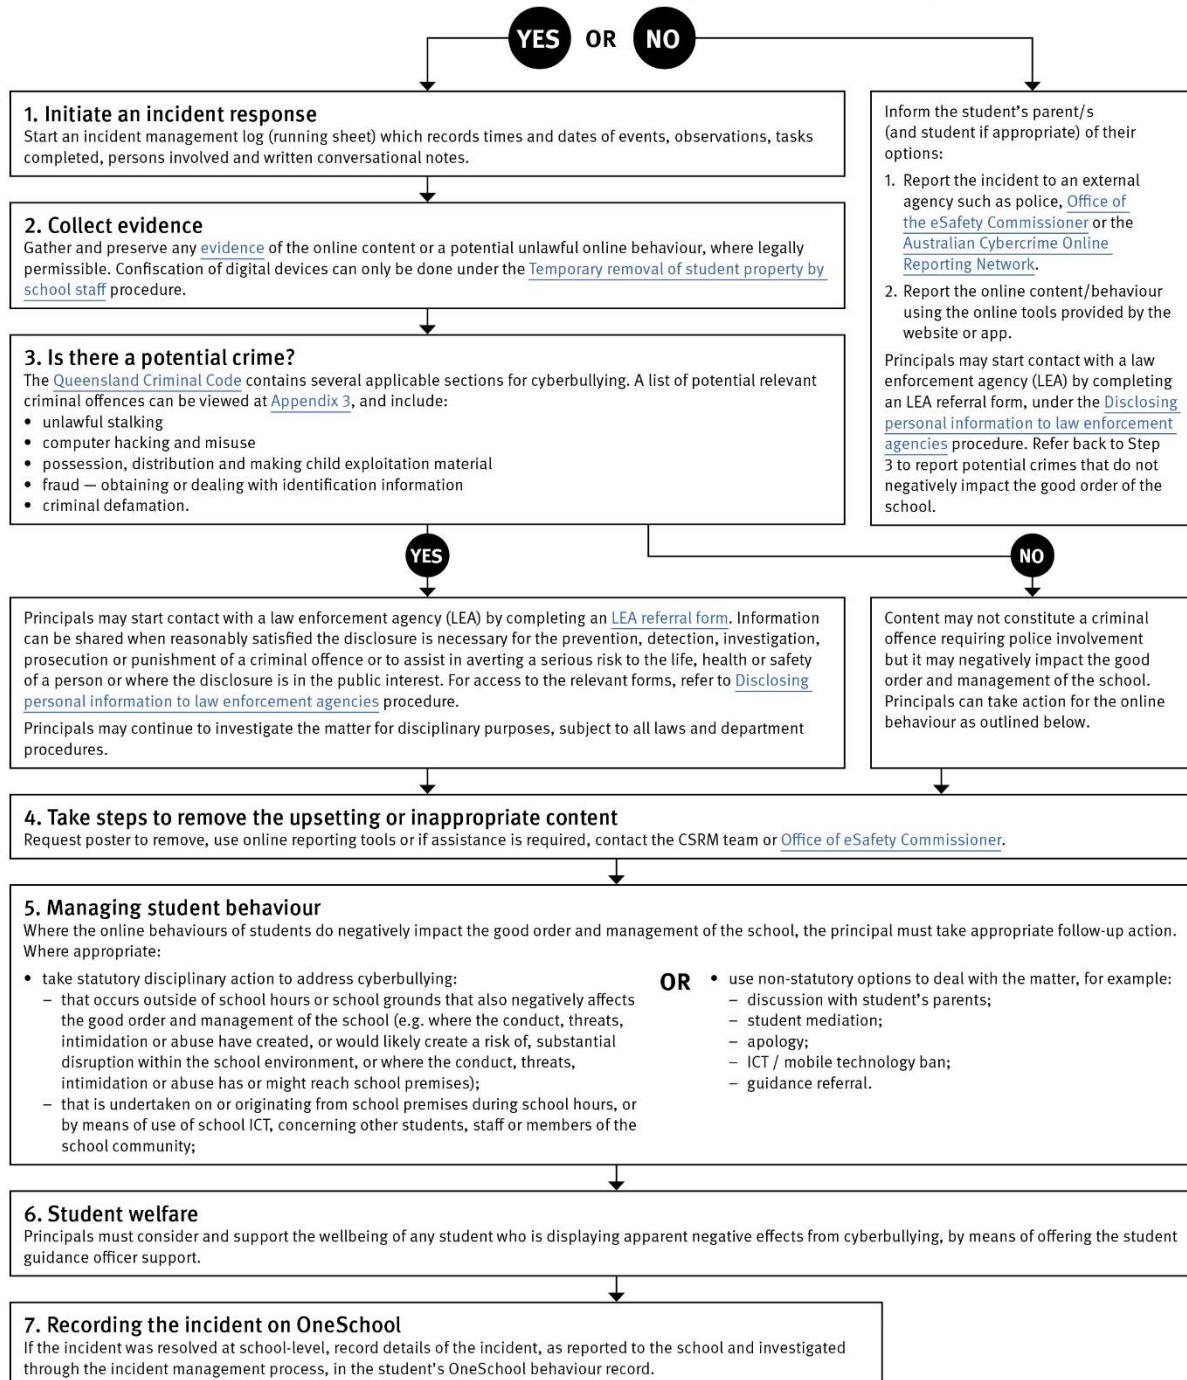 YES OR NO
1. Initiate an incident response
Start an incident management log (running sheet) which records times and dates of events, observations, tasks
completed, persons involved and written conversational notes.
2. Collect evidence
Gather and preserve any evidence of the online content or a potential unlawful online behaviour, where legally
permissible. Confiscation of digital devices can only be done under the Temporary removal of student property by
school staff procedure.
3. Is there a potential crime?
The Queensland Criminal Code contains several applicable sections for cyberbullying. A list of potential relevant
criminal offences can be viewed at Appendix 3, and include:
• unlawful stalking
• computer hacking and misuse
• possession, distribution and making child exploitation material
• fraud — obtaining or dealing with identification information
• criminal defamation.
Inform the student's parent/s
(and student if appropriate) of their
options:
1. Report the incident to an external
agency such as police, Office of
the eSafety Commissioner or the
Australian Cybercrime Online
Reporting Network.
2. Report the online content/behaviour
using the online tools provided by the
website or app.
Principals may start contact with a law
enforcement agency (LEA) by completing
an LEA referral form, under the Disclosing
personal information to law enforcement
agencies procedure. Refer back to Step
3 to report potential crimes that do not
negatively impact the good order of the
school.
YES
NO
Principals may start contact with a law enforcement agency (LEA) by completing an LEA referral form. Information
can be shared when reasonably satisfied the disclosure is necessary for the prevention, detection, investigation,
prosecution or punishment of a criminal offence or to assist in averting a serious risk to the life, health or safety
of a person or where the disclosure is in the public interest. For access to the relevant forms, refer to Disclosing
personal information to law enforcement agencies procedure.
Principals may continue to investigate the matter for disciplinary purposes, subject to all laws and department
procedures.
Content may not constitute a criminal
offence requiring police involvement
but it may negatively impact the good
order and management of the school.
Principals can take action for the online
behaviour as outlined below.
4. Take steps to remove the upsetting or inappropriate content
Request poster to remove, use online reporting tools or if assistance is required, contact the CSRM team or Office of eSafety Commissioner.
5. Managing student behaviour
Where the online behaviours of students do negatively impact the good order and management of the school, the principal must take appropriate follow-up action.
Where appropriate:
• take statutory disciplinary action to address cyberbullying:
– that occurs outside of school hours or school grounds that also negatively affects
the good order and management of the school (e.g. where the conduct, threats,
intimidation or abuse have created, or would likely create a risk of, substantial
disruption within the school environment, or where the conduct, threats,
intimidation or abuse has or might reach school premises);
– that is undertaken on or originating from school premises during school hours, or
by means of use of school ICT, concerning other students, staff or members of the
school community;
OR
• use non-statutory options to deal with the matter, for example:
– discussion with student's parents;
– student mediation;
– apology;
– ICT / mobile technology ban;
– guidance referral.
6. Student welfare
Principals must consider and support the wellbeing of any student who is displaying apparent negative effects from cyberbullying, by means of offering the student
guidance officer support.
7. Recording the incident on OneSchool
If the incident was resolved at school-level, record details of the incident, as reported to the school and investigated
through the incident management process, in the student's OneSchool behaviour record.